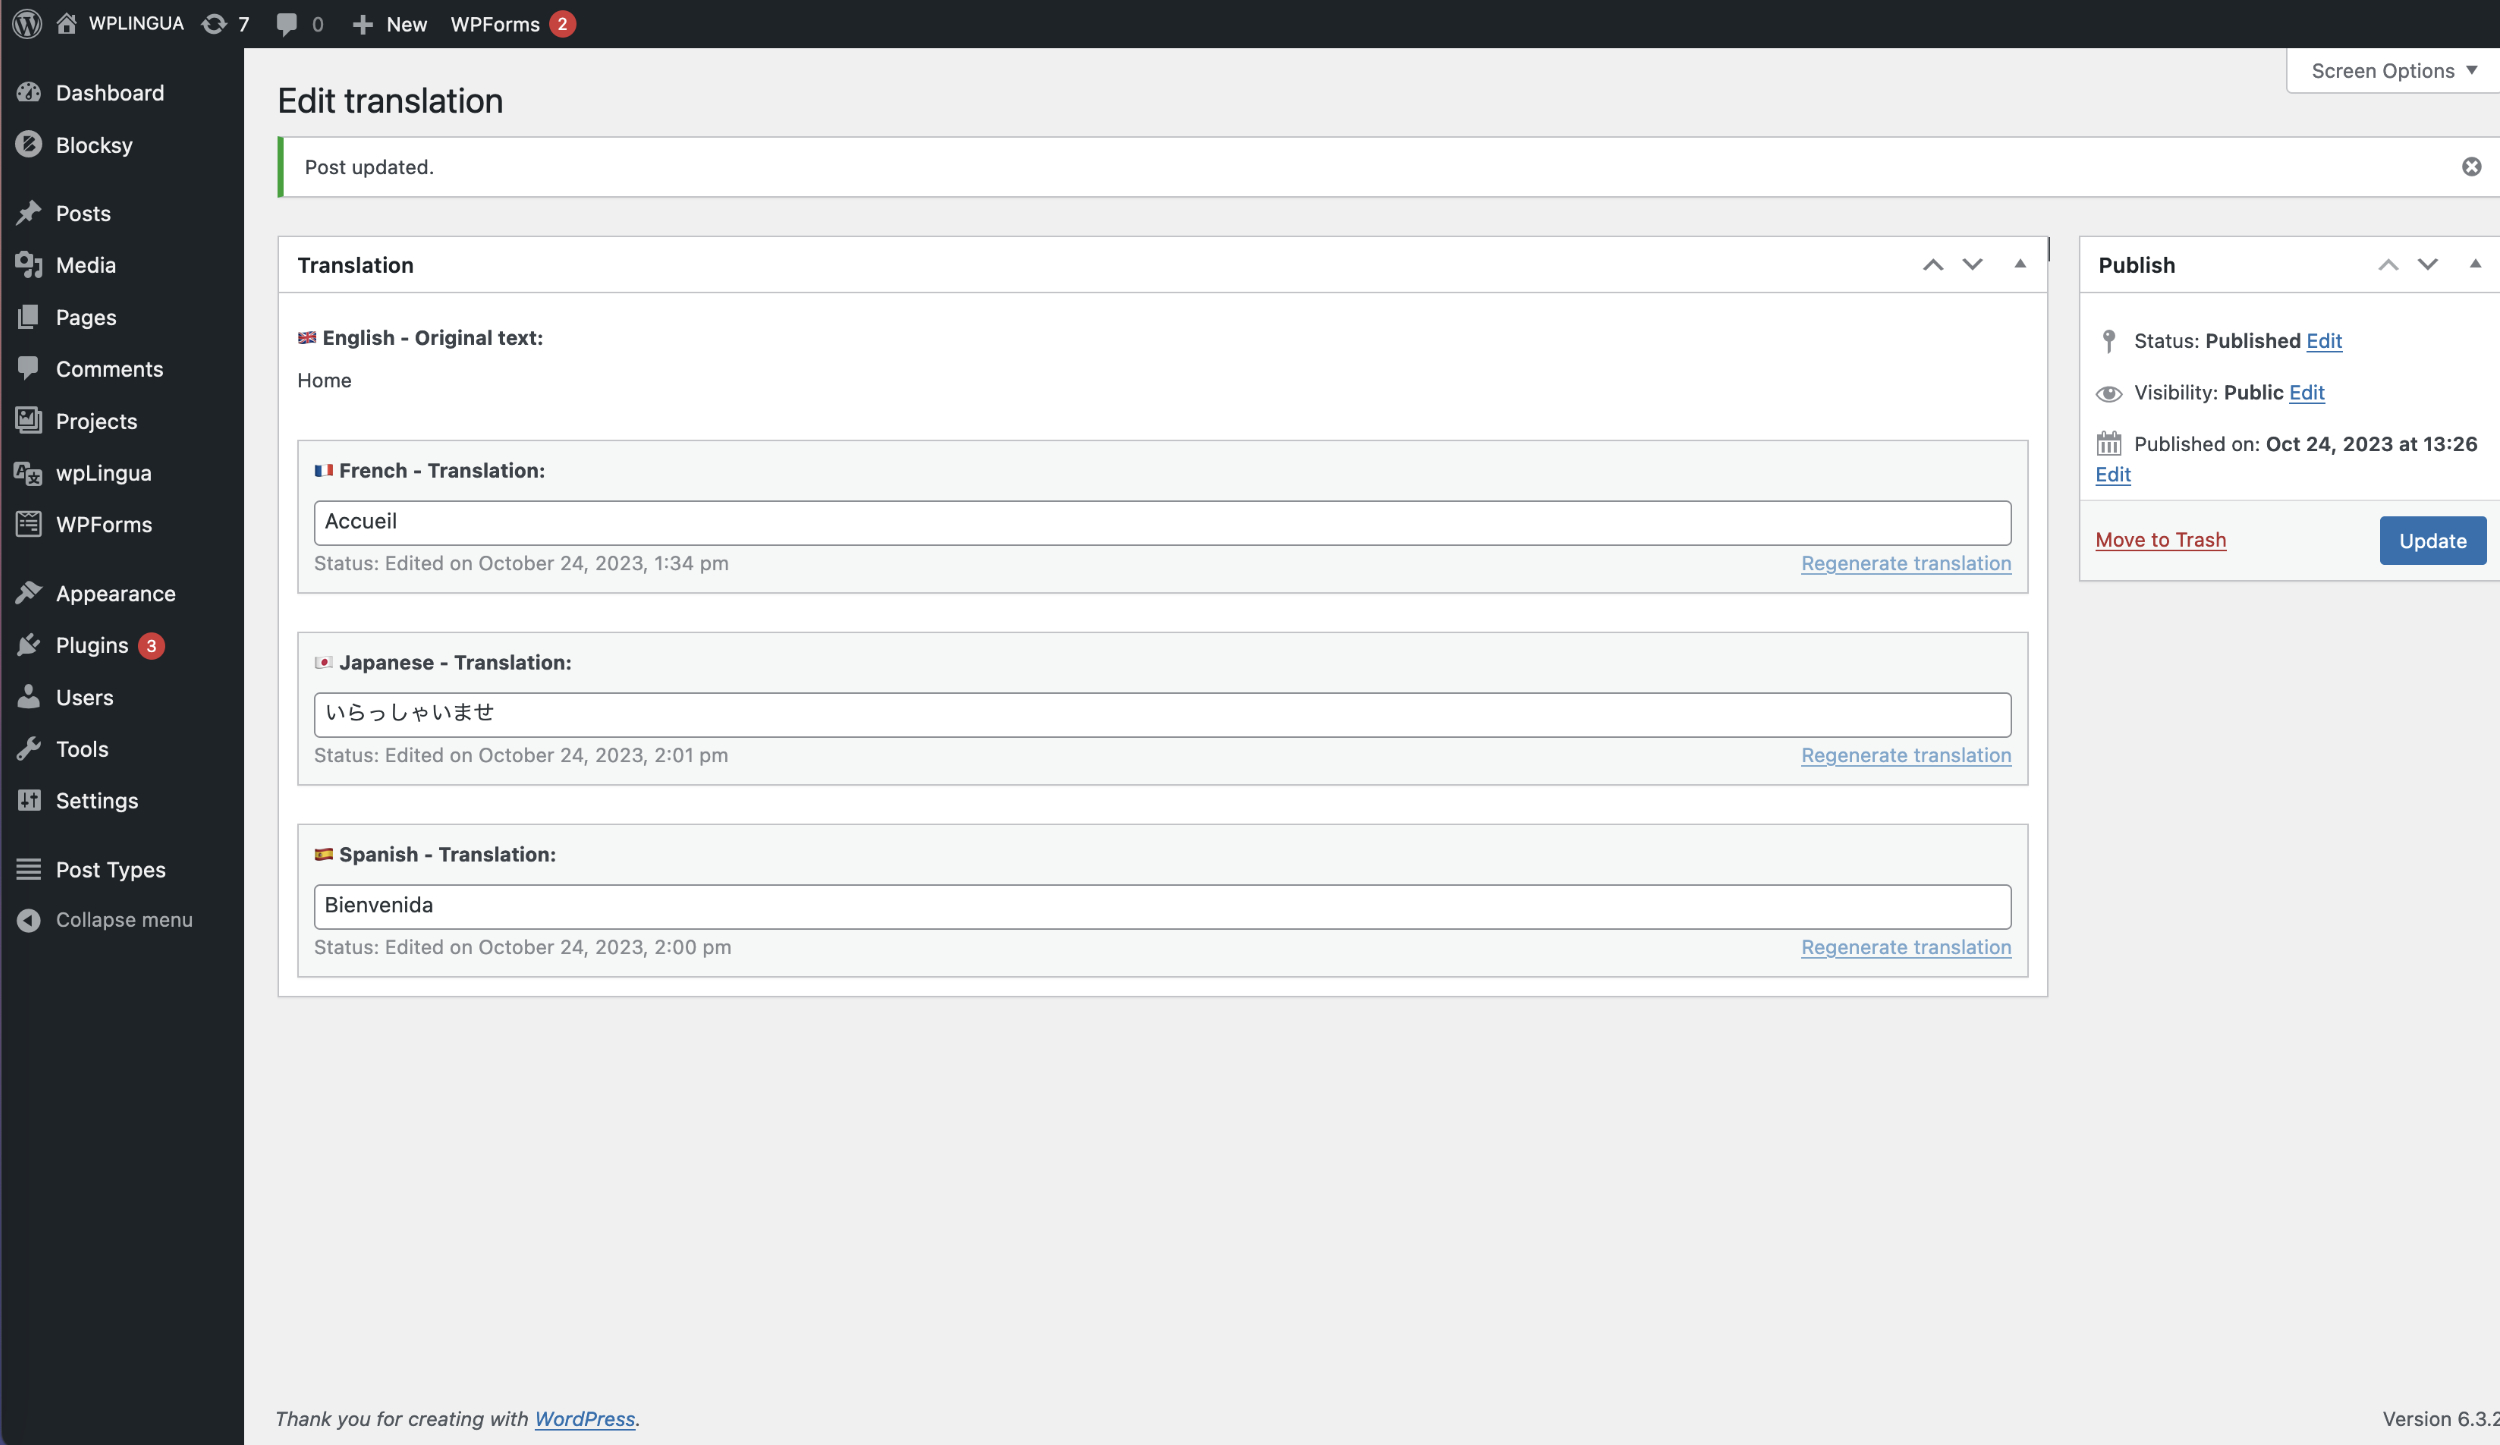 WPLINGUA 7 0 New WPForms 2
Screen Options
Dashboard
Blocksy
Posts
Media
Pages
Comments
Projects
wpLingua
WPForms
Appearance
Plugins 3
Users
Tools
Settings
Post Types
Collapse menu
Edit translation
Post updated.
Translation
English - Original text:
Home
French - Translation:
Accueil
Status: Edited on October 24, 2023, 1:34 pm Regenerate translation
Japanese - Translation:
いらっしゃいませ
Status: Edited on October 24, 2023, 2:01 pm Regenerate translation
Spanish - Translation:
Bienvenida
Status: Edited on October 24, 2023, 2:00 pm Regenerate translation
Publish
Status: Published Edit
Visibility: Public Edit
Published on: Oct 24, 2023 at 13:26
Edit
Move to Trash Update
Thank you for creating with WordPress.
Version 6.3.2